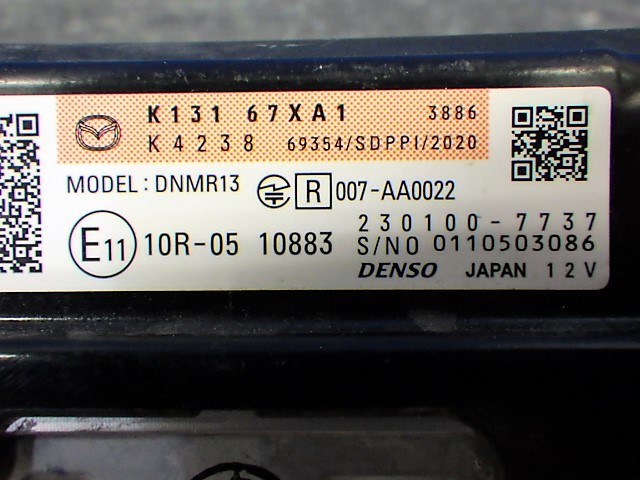 K131 67XA1 3886
K4238 69354/SDPPI/2020
MODEL: DNMR13 R 007-AA0022
230100-7737
E11 10R-05 10883 S/NO 0110503086
DENSO JAPAN 12V